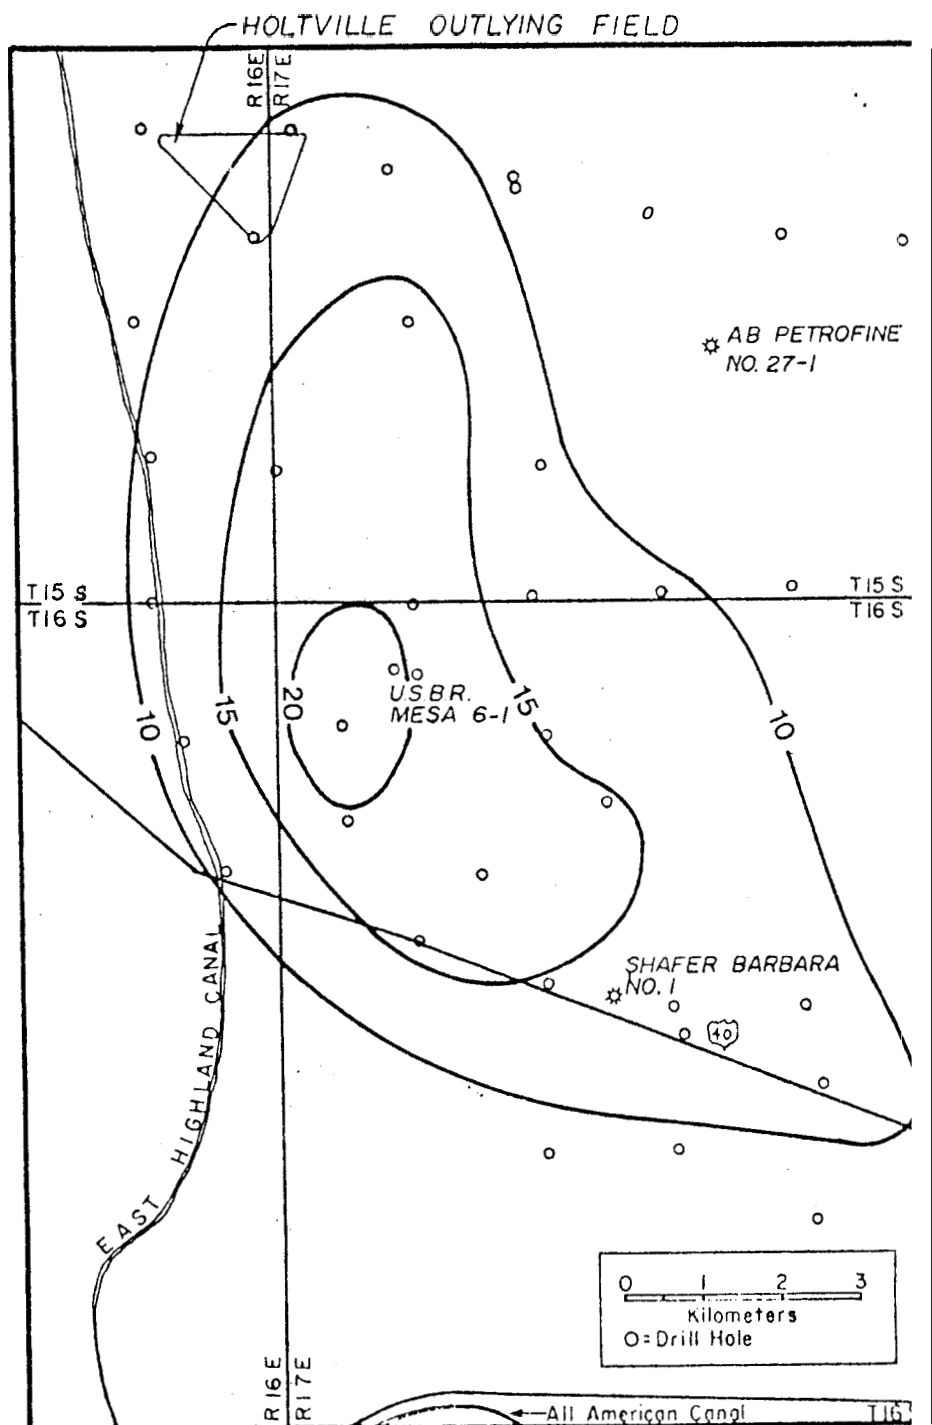 HOLTVILLE OUTLYING FIELD
R16E
R17E
AB PETROFINE
NO. 27-1
T15 S
T16 S
T15 S
T16 S
U.S.B.R.
MESA 6-1
10
15
20
15
10
SHAFER BARBARA
NO. 1
40
EAST HIGHLAND CANAL
0 1 2 3
Kilometers
O = Drill Hole
R16E
R17E
All American Canal
T16